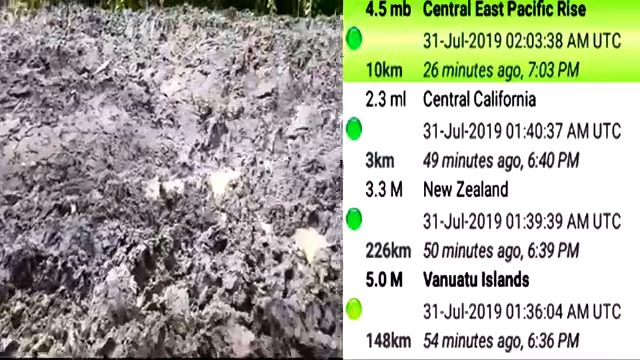 4.5 mb Central East Pacific Rise
31-Jul-2019 02:03:38 AM UTC
10km 26 minutes ago, 7:03 PM
2.3 ml Central California
31-Jul-2019 01:40:37 AM UTC
3km 49 minutes ago, 6:40 PM
3.3 M New Zealand
31-Jul-2019 01:39:39 AM UTC
226km 50 minutes ago, 6:39 PM
5.0 M Vanuatu Islands
31-Jul-2019 01:36:04 AM UTC
148km 54 minutes ago, 6:36 PM